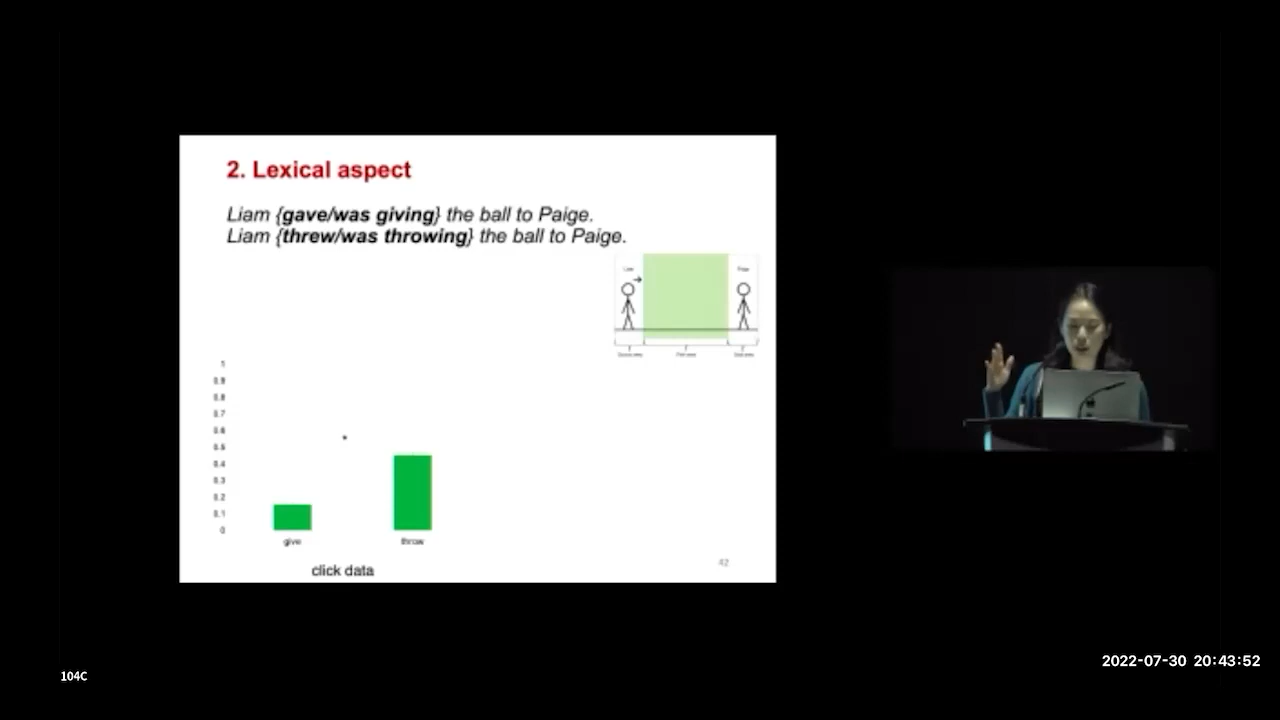 2. Lexical aspect
Liam {gave/was giving} the ball to Paige.
Liam {threw/was throwing} the ball to Paige.
Liam
Paige
1
0.9
0.8
0.7
0.6
0.5
0.4
0.3
0.2
0.1
0
give
throw
click data
42
104C
2022-07-30 20:43:52